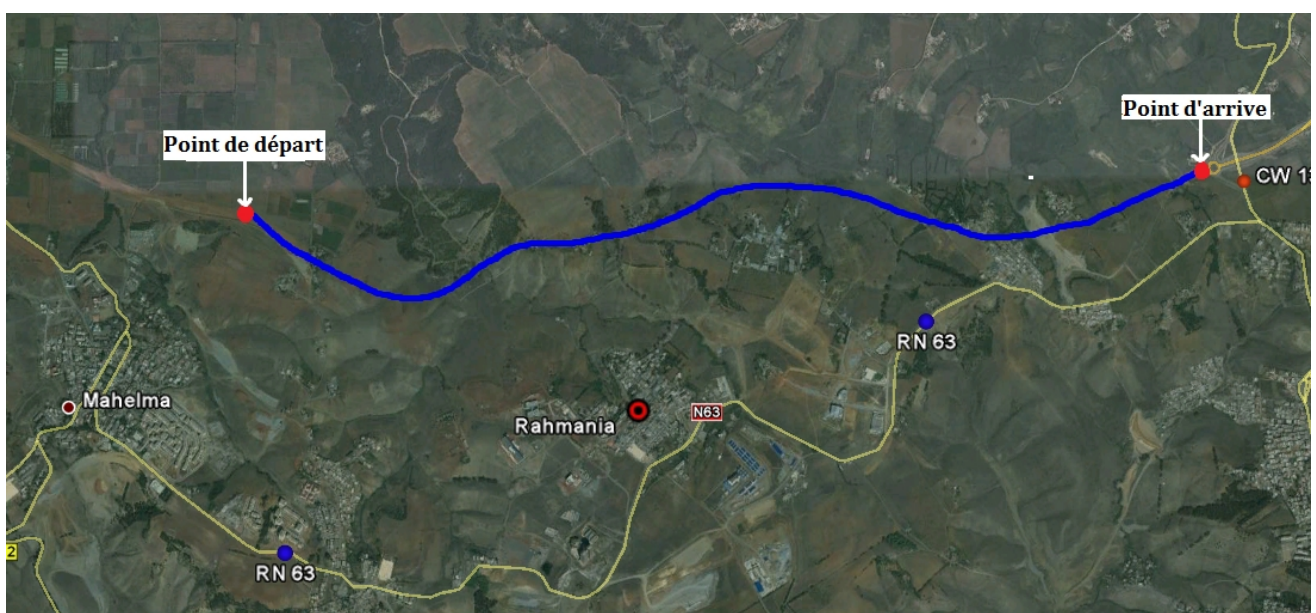 Point d'arrive
Point de départ
CW 13
RN 63
Mahelma
N63
Rahmania
2
RN 63